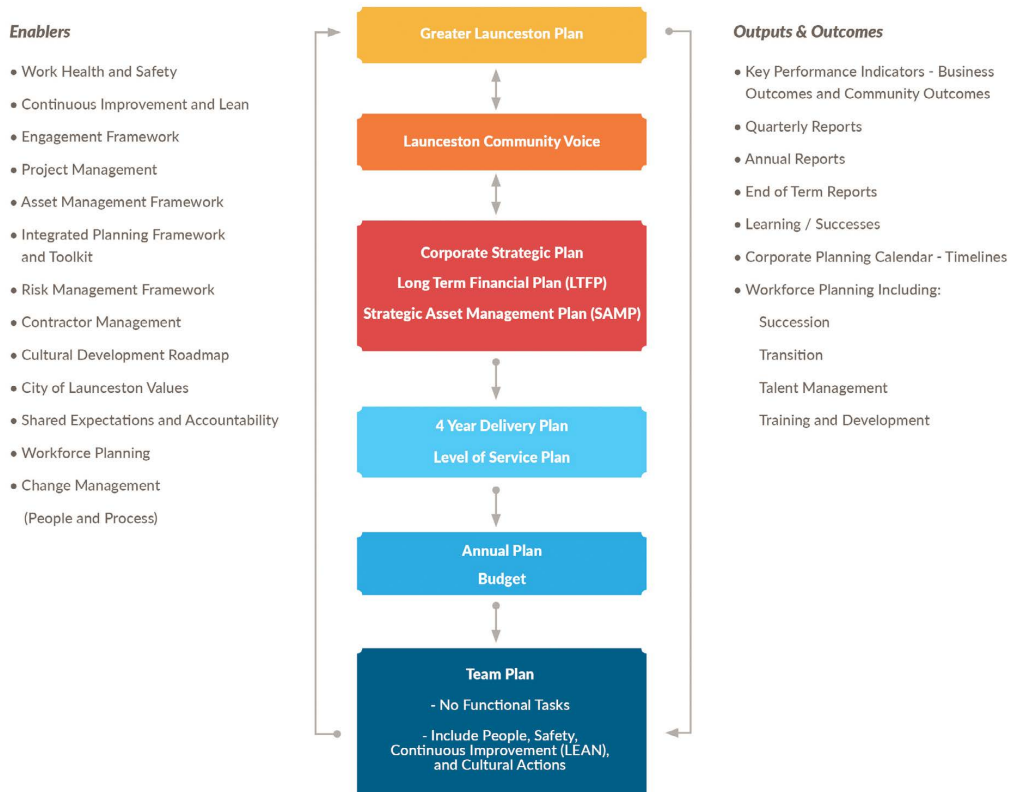 Enablers
• Work Health and Safety
• Continuous Improvement and Lean
• Engagement Framework
• Project Management
• Asset Management Framework
• Integrated Planning Framework
and Toolkit
• Risk Management Framework
• Contractor Management
• Cultural Development Roadmap
• City of Launceston Values
• Shared Expectations and Accountability
• Workforce Planning
• Change Management
(People and Process)
Greater Launceston Plan
Launceston Community Voice
Corporate Strategic Plan
Long Term Financial Plan (LTFP)
Strategic Asset Management Plan (SAMP)
4 Year Delivery Plan
Level of Service Plan
Annual Plan
Budget
Team Plan
- No Functional Tasks
- Include People, Safety,
Continuous Improvement (LEAN),
and Cultural Actions
Outputs & Outcomes
• Key Performance Indicators - Business
Outcomes and Community Outcomes
• Quarterly Reports
• Annual Reports
• End of Term Reports
• Learning / Successes
• Corporate Planning Calendar - Timelines
• Workforce Planning Including:
Succession
Transition
Talent Management
Training and Development